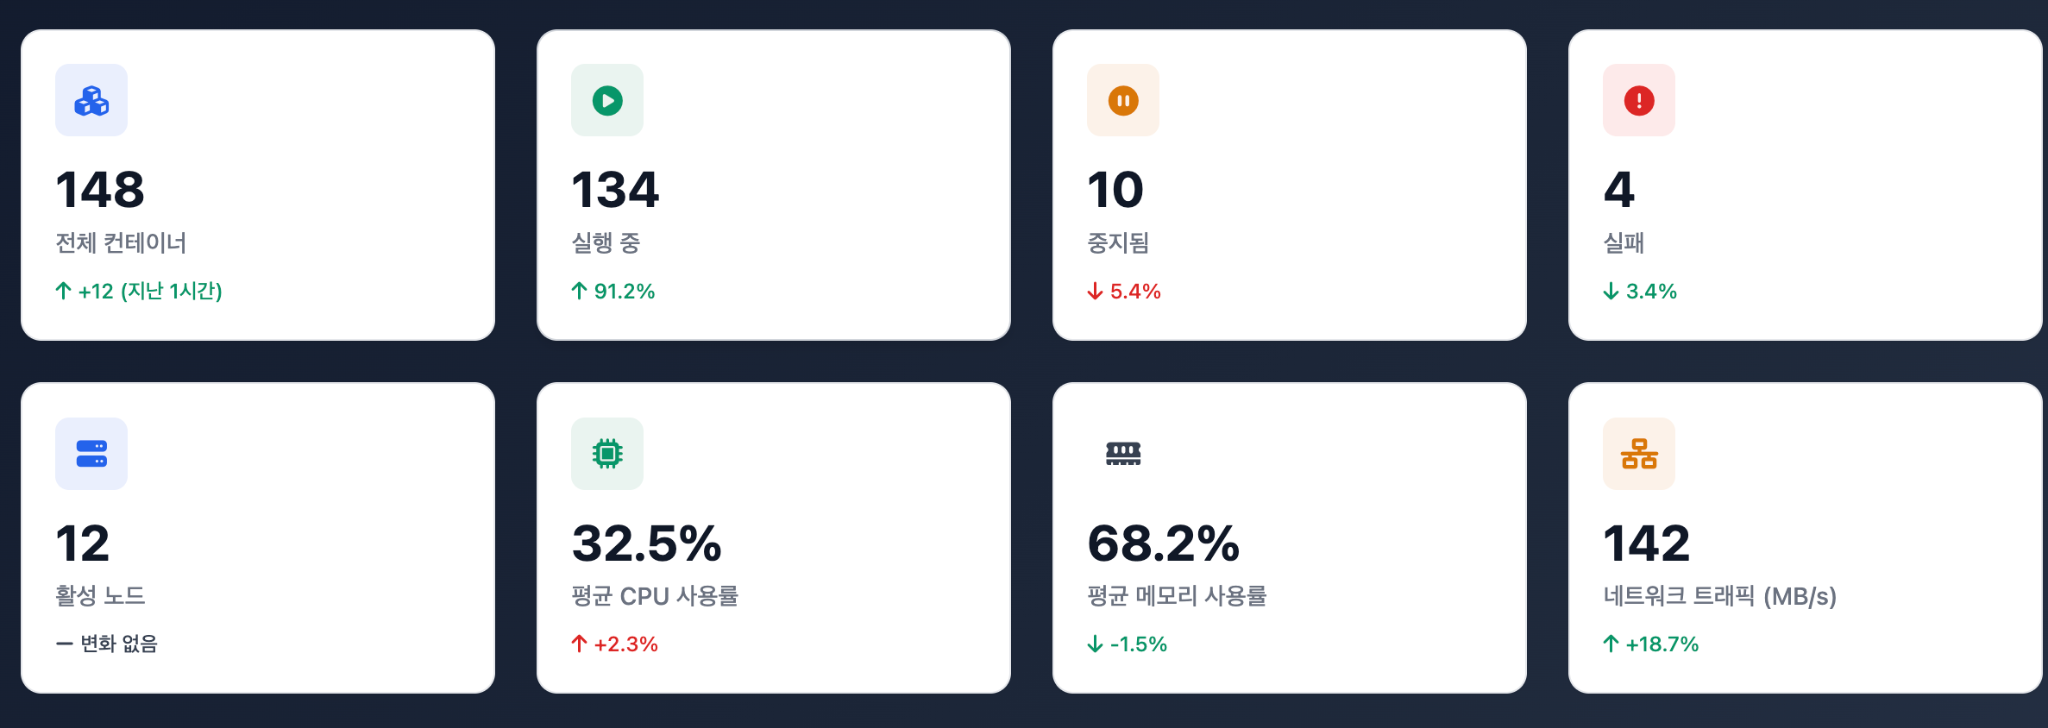 148
전체 컨테이너
↑ +12 (지난 1시간)
134
실행 중
↑ 91.2%
10
중지됨
↓ 5.4%
4
실패
↓ 3.4%
12
활성 노드
— 변화 없음
32.5%
평균 CPU 사용률
↑ +2.3%
68.2%
평균 메모리 사용률
↓ -1.5%
142
네트워크 트래픽 (MB/s)
↑ +18.7%